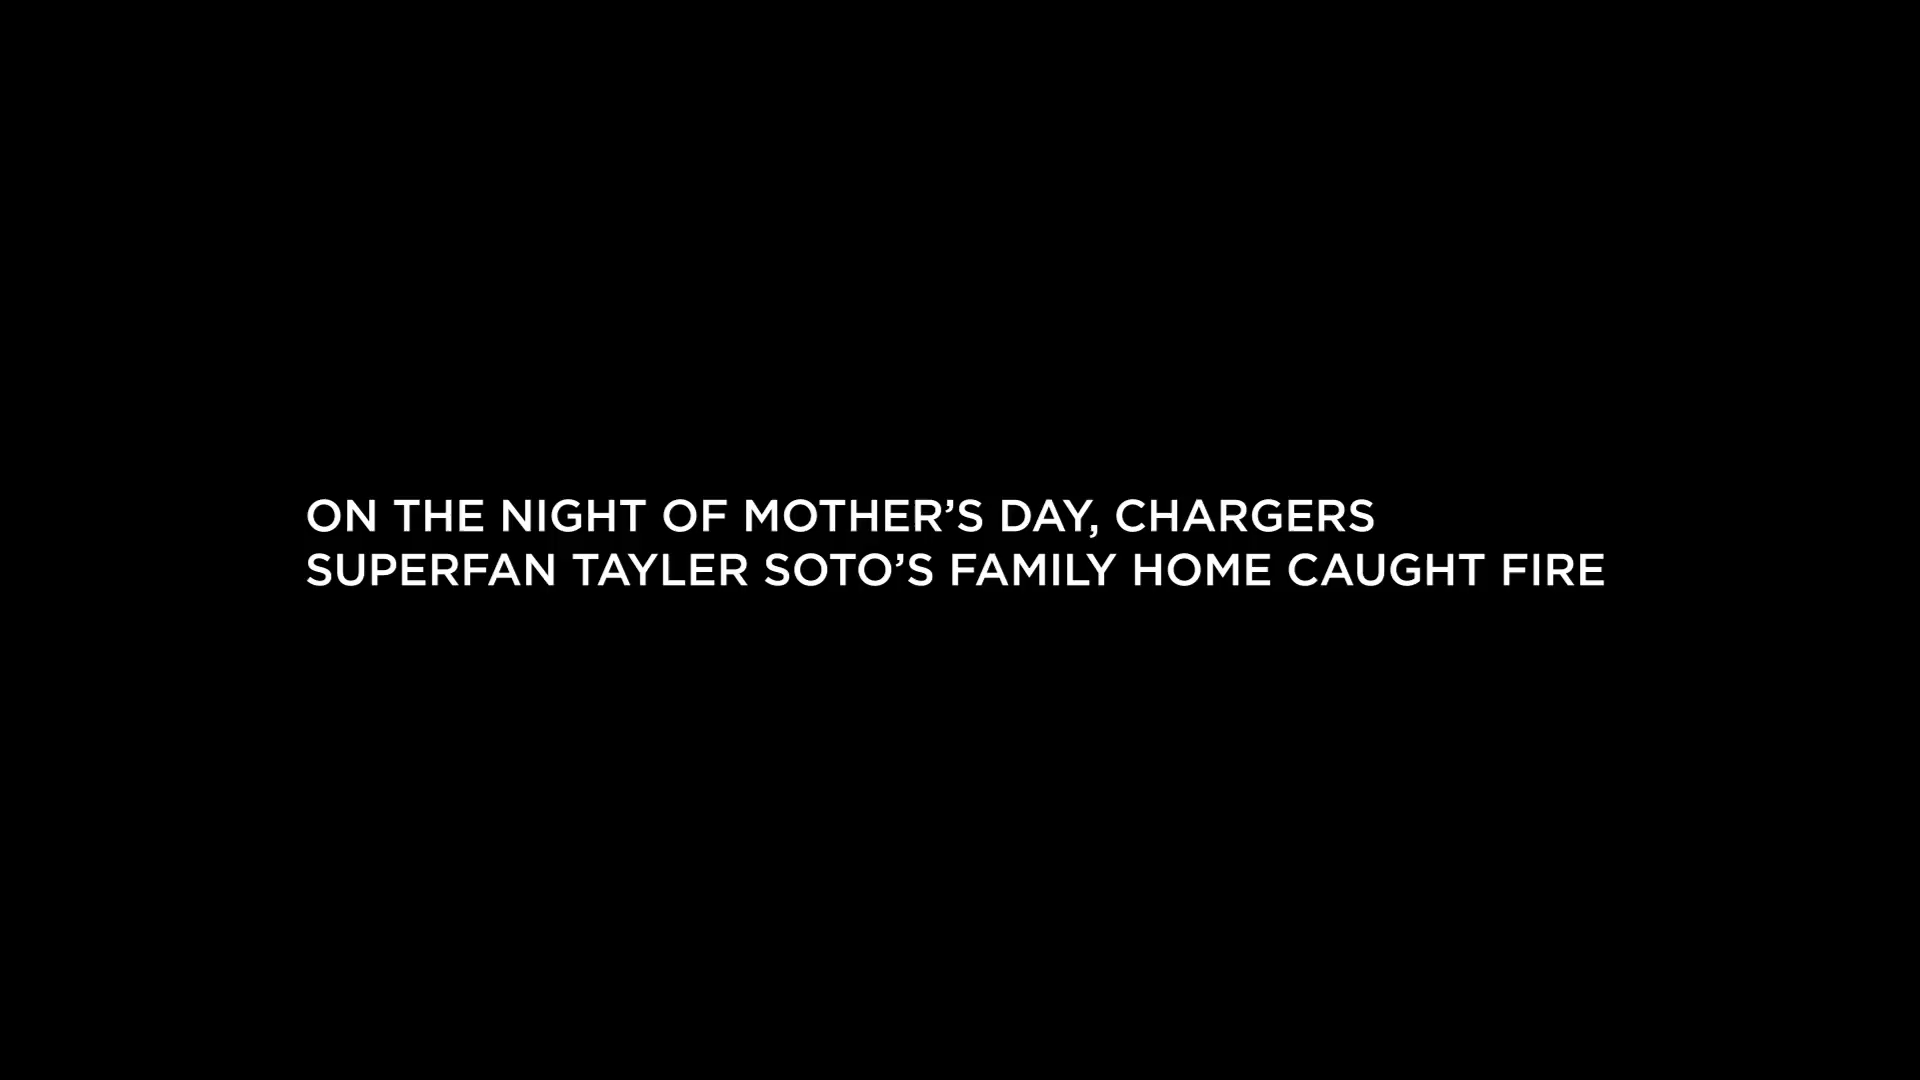 ON THE NIGHT OF MOTHER’S DAY, CHARGERS
SUPERFAN TAYLER SOTO’S FAMILY HOME CAUGHT FIRE